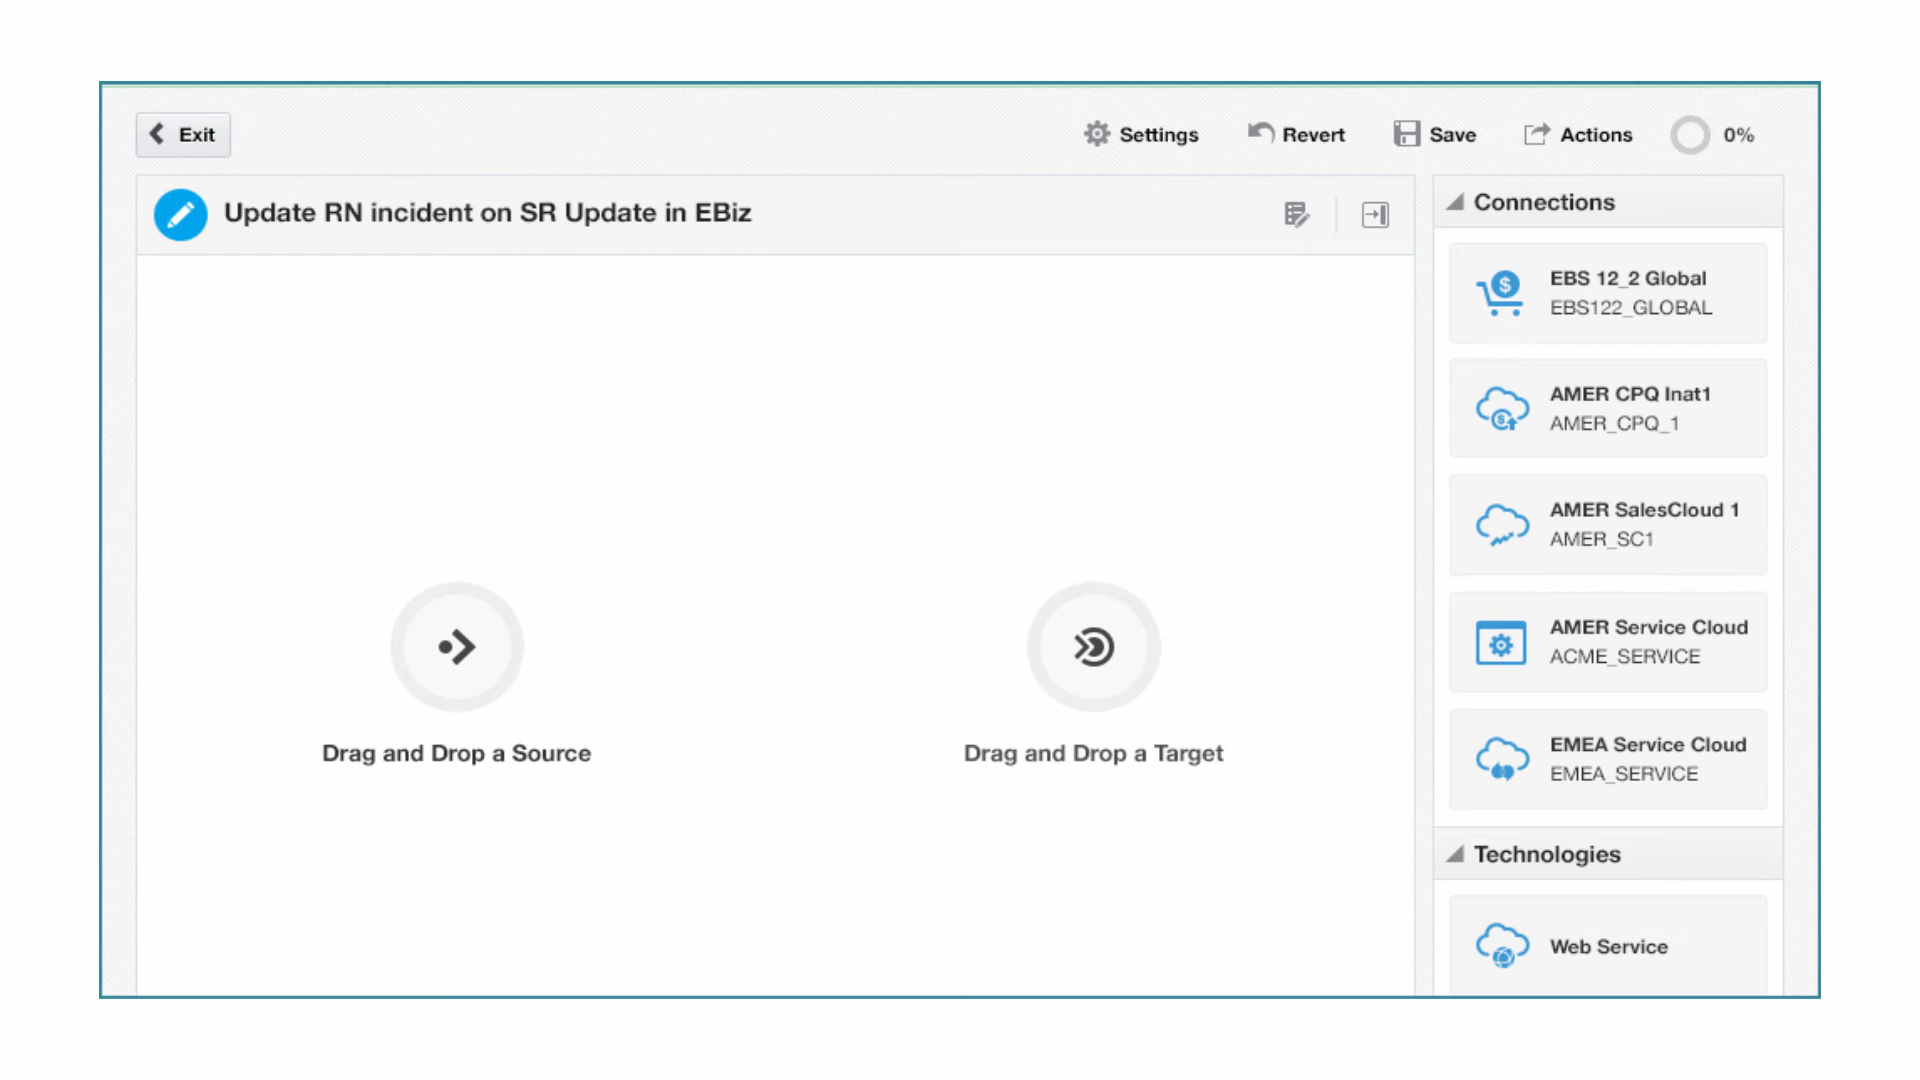 Exit
Settings
Revert
Save
Actions
0%
Update RN incident on SR Update in EBiz
Drag and Drop a Source
Drag and Drop a Target
Connections
EBS 12_2 Global
EBS122_GLOBAL
AMER CPQ Inat1
AMER_CPQ_1
AMER SalesCloud 1
AMER_SC1
AMER Service Cloud
ACME_SERVICE
EMEA Service Cloud
EMEA_SERVICE
Technologies
Web Service